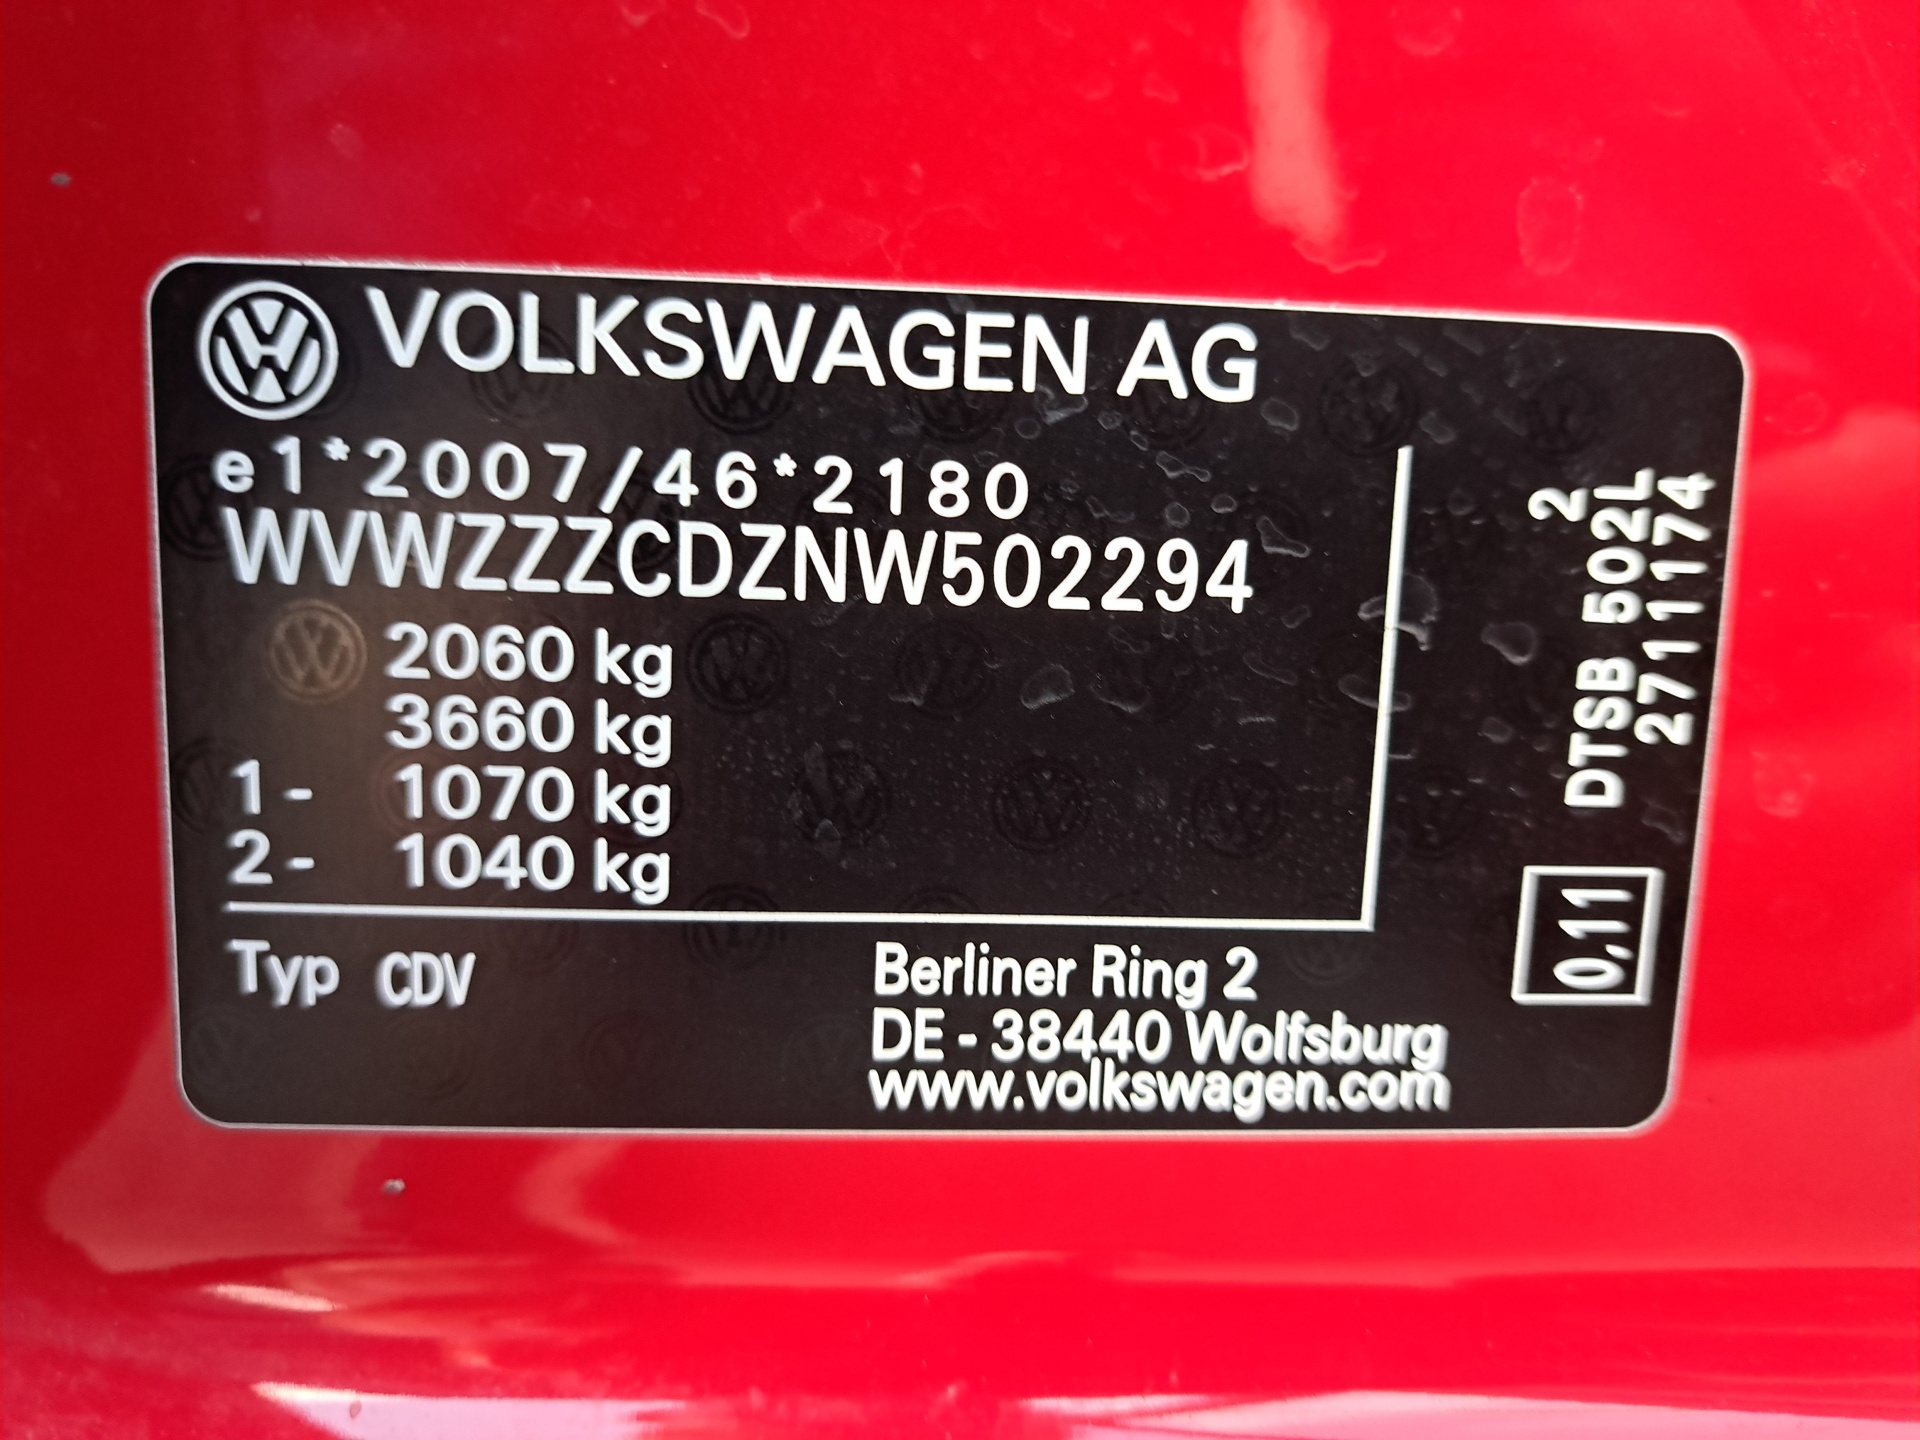 VOLKSWAGEN AG
e1*2007/46*2180
WVWZZZCDZNW502294
2060 kg
3660 kg
1- 1070 kg
2- 1040 kg
Typ CDV
Berliner Ring 2
DE - 38440 Wolfsburg
www.volkswagen.com
2
DTSB 502L
27111174
0,11